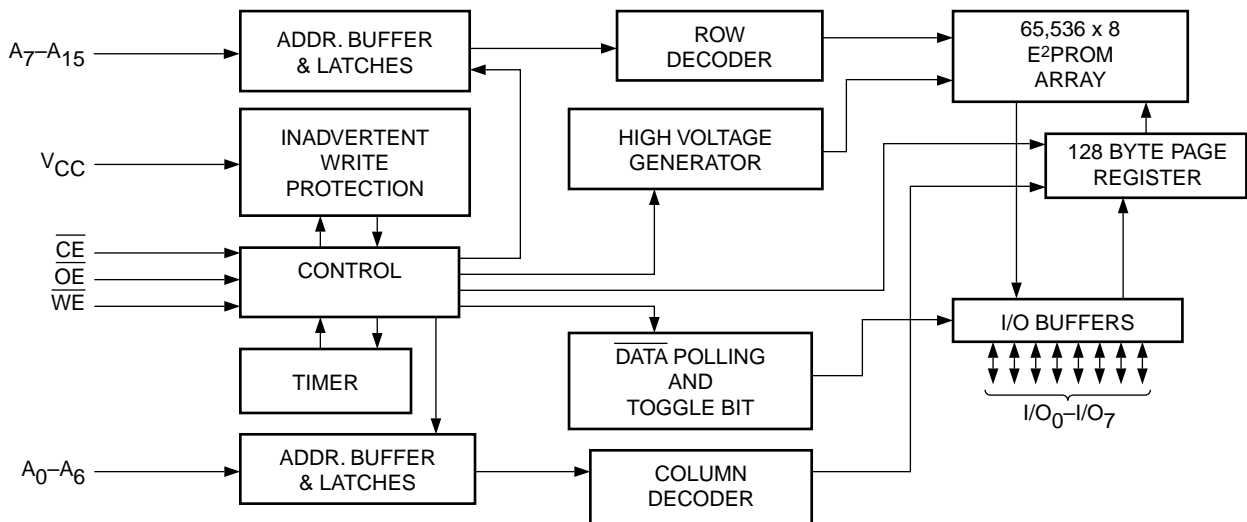 A7–A15
ADDR. BUFFER
& LATCHES
ROW
DECODER
65,536 x 8
E²PROM
ARRAY
VCC
INADVERTENT
WRITE
PROTECTION
HIGH VOLTAGE
GENERATOR
128 BYTE PAGE
REGISTER
CE
OE
WE
CONTROL
I/O BUFFERS
TIMER
DATA POLLING
AND
TOGGLE BIT
I/O0–I/O7
A0–A6
ADDR. BUFFER
& LATCHES
COLUMN
DECODER